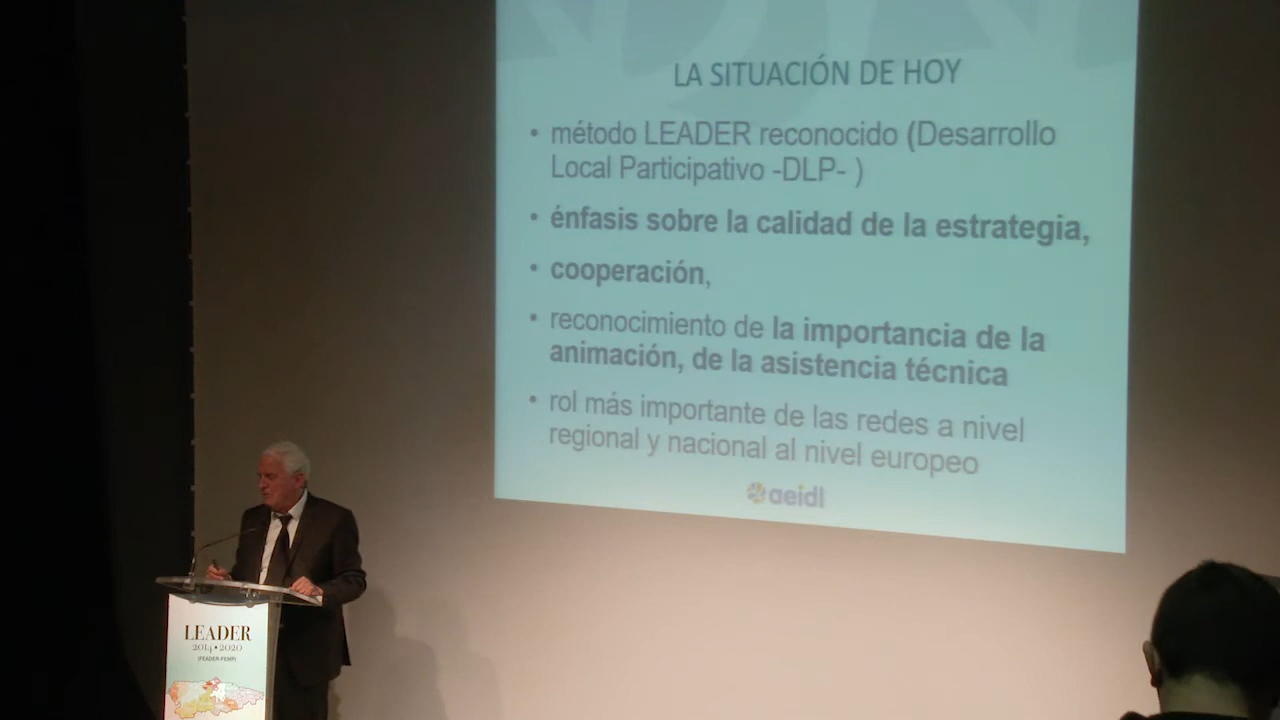 LA SITUACIÓN DE HOY
• método LEADER reconocido (Desarrollo
Local Participativo -DLP- )
• énfasis sobre la calidad de la estrategia,
• cooperación,
• reconocimiento de la importancia de la
animación, de la asistencia técnica
• rol más importante de las redes a nivel
regional y nacional al nivel europeo
aeidl
LEADER
2014•2020
(FEADER-FEMP)